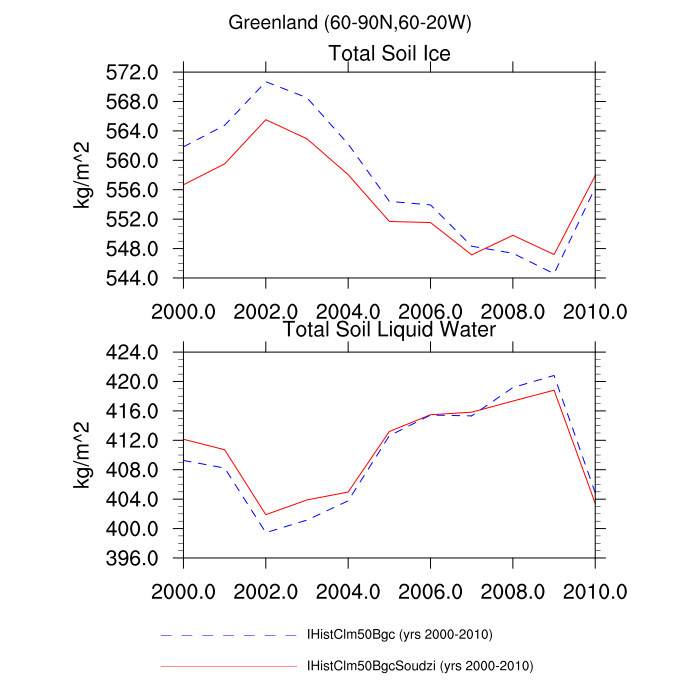 Greenland (60-90N,60-20W)
Total Soil Ice
572.0
568.0
564.0
560.0
556.0
552.0
548.0
544.0
kg/m^2
2000.0 2002.0 2004.0 2006.0 2008.0 2010.0
Total Soil Liquid Water
424.0
420.0
416.0
412.0
408.0
404.0
400.0
396.0
kg/m^2
2000.0 2002.0 2004.0 2006.0 2008.0 2010.0
IHistClm50Bgc (yrs 2000-2010)
IHistClm50BgcSoudzi (yrs 2000-2010)